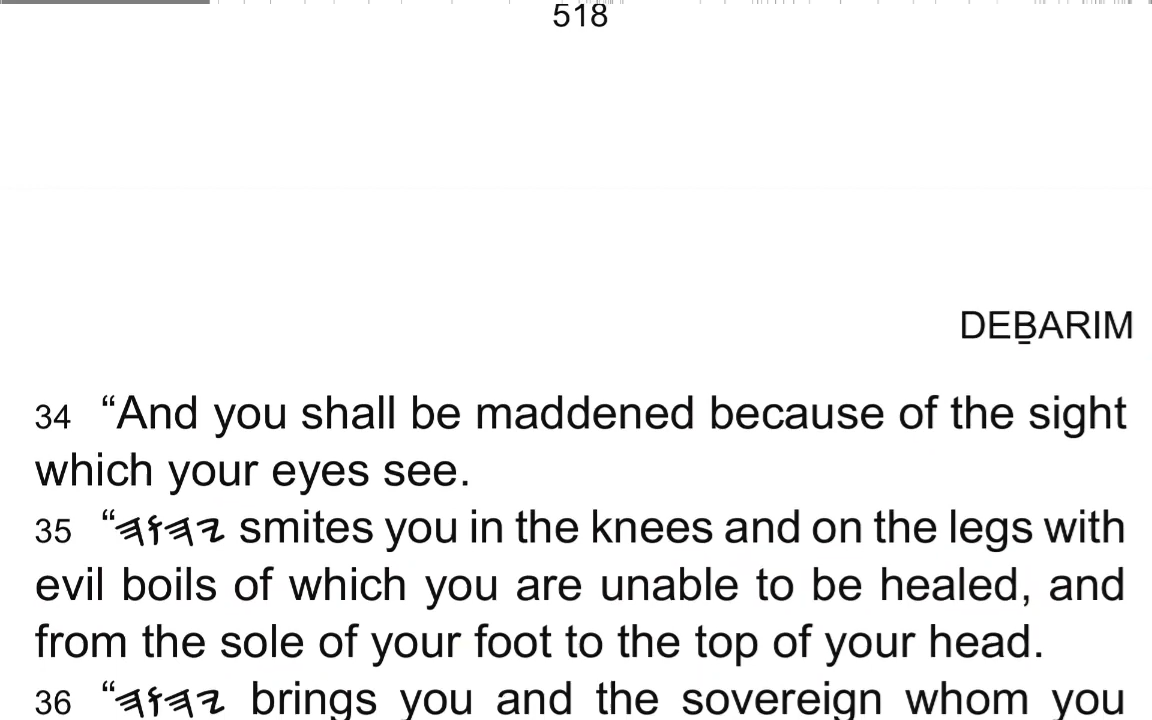 518
DEḆARIM
34 “And you shall be maddened because of the sight
which your eyes see.
35 “𐤉𐤄𐤅𐤄 smites you in the knees and on the legs with
evil boils of which you are unable to be healed, and
from the sole of your foot to the top of your head.
36 “𐤉𐤄𐤅𐤄 brings you and the sovereign whom you